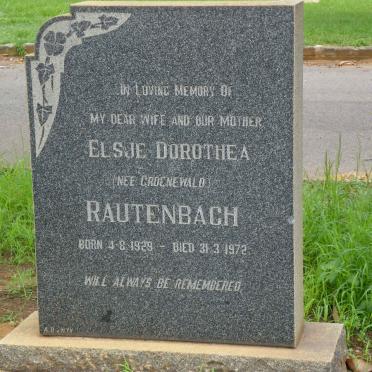 IN LOVING MEMORY OF
MY DEAR WIFE AND OUR MOTHER
ELSJE DOROTHEA
(NEE GROENEWALD)
RAUTENBACH
BORN 4.8.1929 - DIED 31.3.1972
WILL ALWAYS BE REMEMBERED